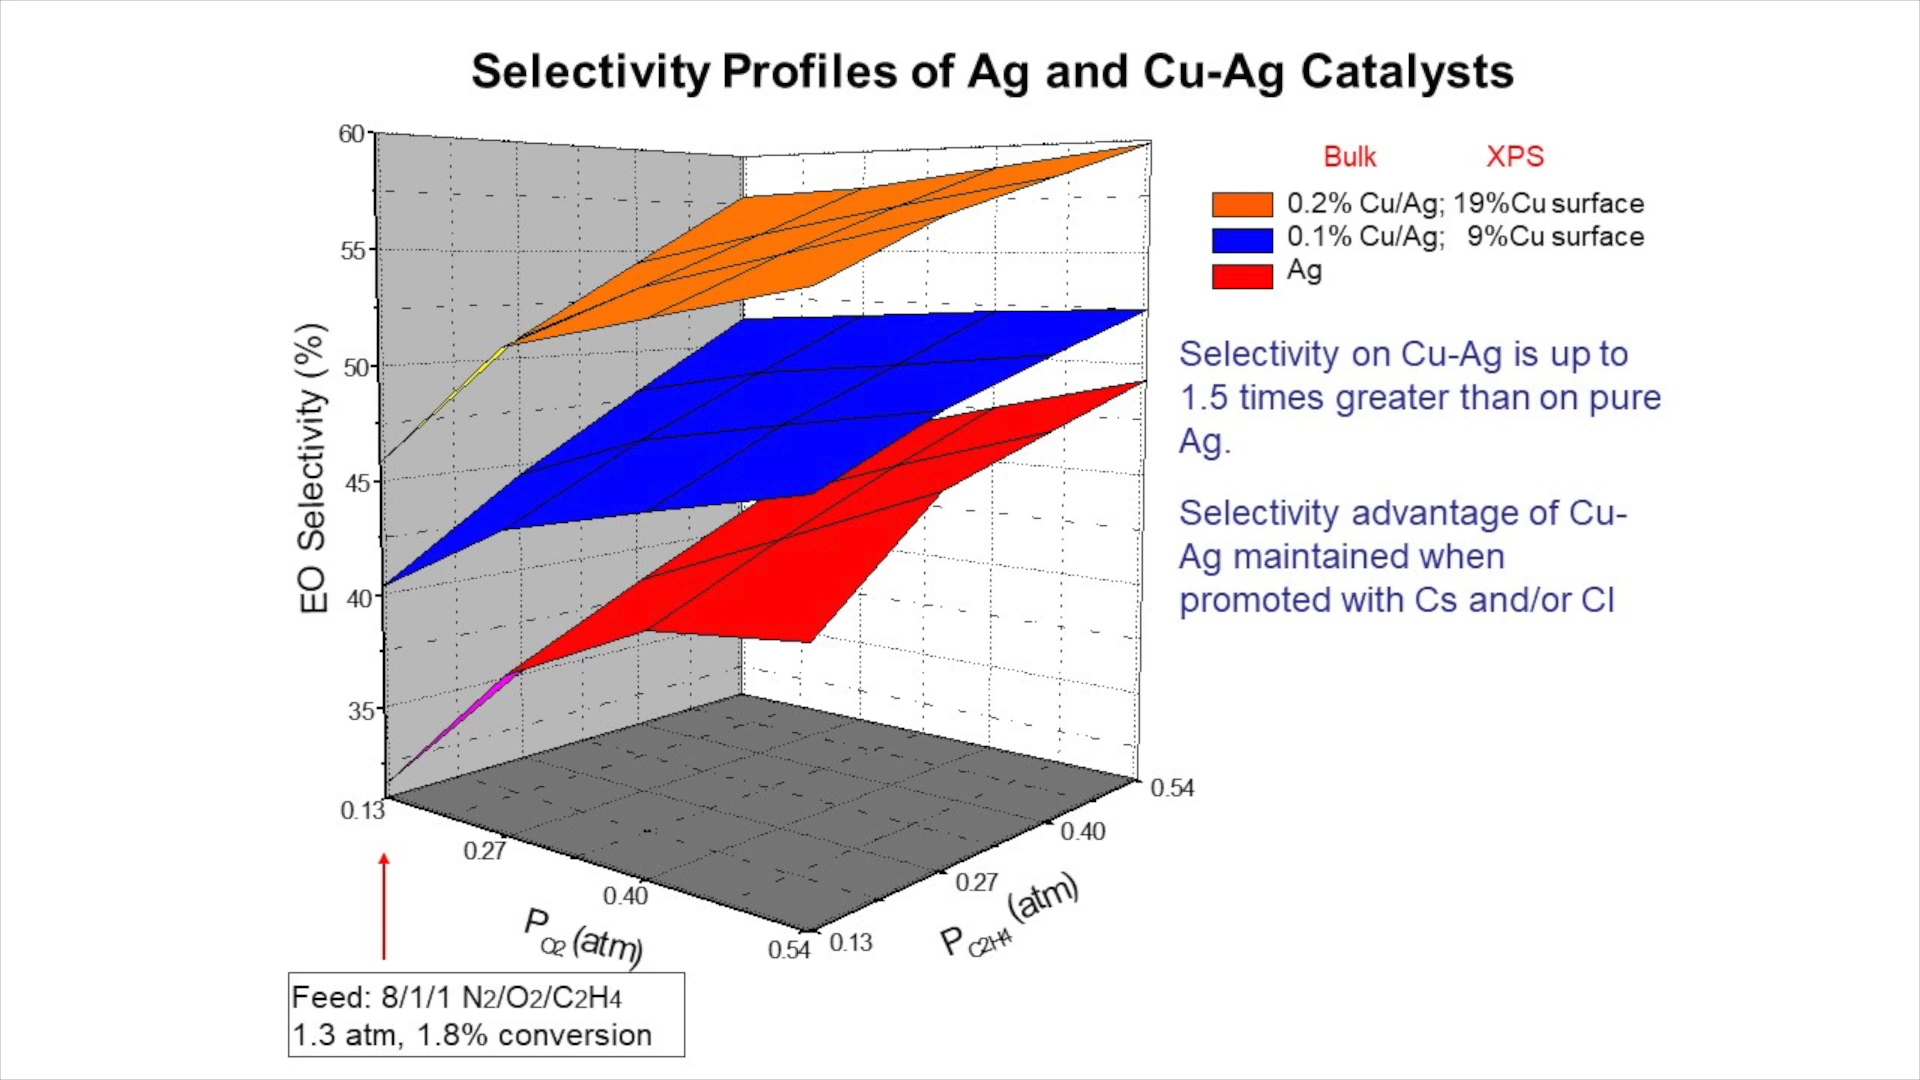 Selectivity Profiles of Ag and Cu-Ag Catalysts
Bulk XPS
0.2% Cu/Ag; 19%Cu surface
0.1% Cu/Ag; 9%Cu surface
Ag
Selectivity on Cu-Ag is up to
1.5 times greater than on pure
Ag.
Selectivity advantage of Cu-
Ag maintained when
promoted with Cs and/or Cl
EO Selectivity (%)
60
55
50
45
40
35
0.13
0.27
0.40
0.54
PO2 (atm)
0.13
0.27
0.40
0.54
PC2H4 (atm)
Feed: 8/1/1 N2/O2/C2H4
1.3 atm, 1.8% conversion